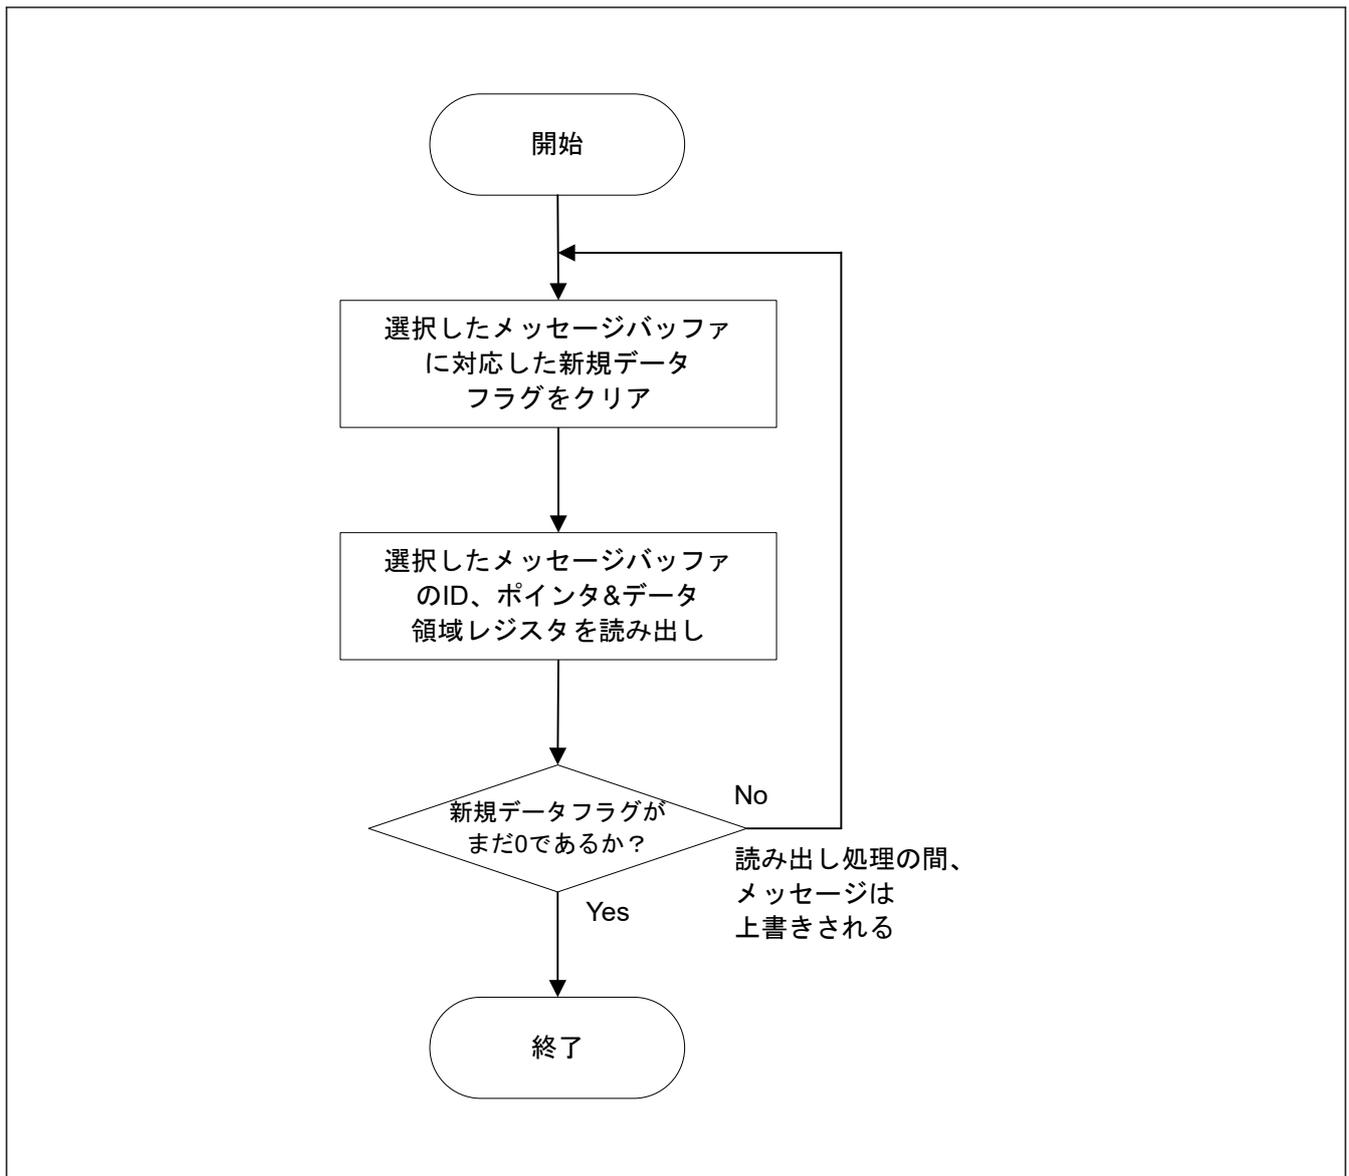 開始
選択したメッセージバッファ
に対応した新規データ
フラグをクリア
選択したメッセージバッファ
のID、ポインタ&データ
領域レジスタを読み出し
No
新規データフラグが
まだ0であるか？
読み出し処理の間、
メッセージは
上書きされる
Yes
終了